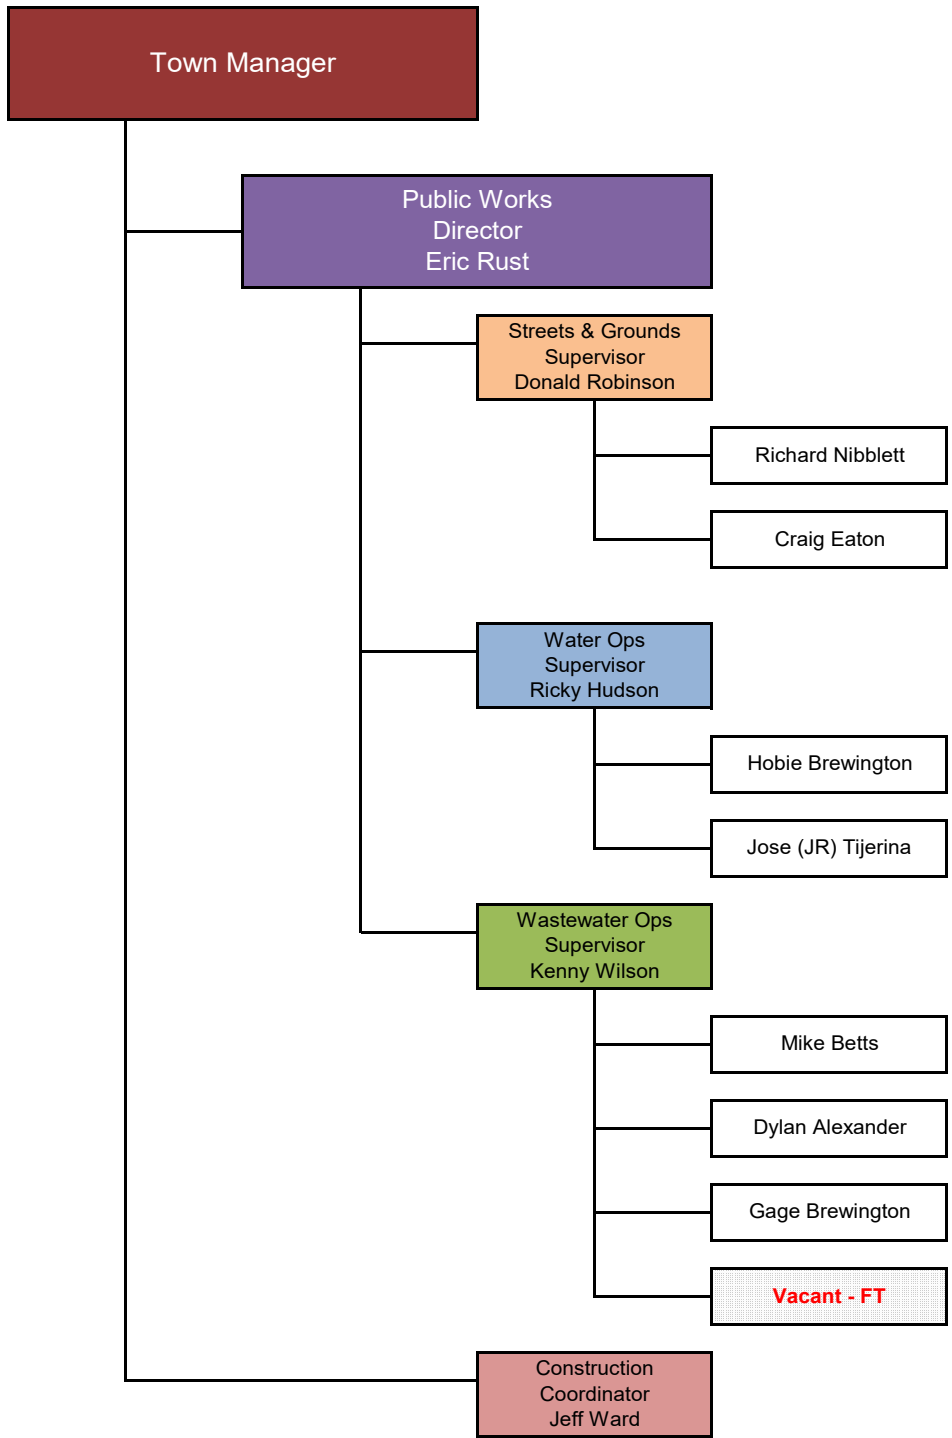 Town Manager
Public Works
Director
Eric Rust
Streets & Grounds
Supervisor
Donald Robinson
Richard Nibblett
Craig Eaton
Water Ops
Supervisor
Ricky Hudson
Hobie Brewington
Jose (JR) Tijerina
Wastewater Ops
Supervisor
Kenny Wilson
Mike Betts
Dylan Alexander
Gage Brewington
Vacant - FT
Construction
Coordinator
Jeff Ward